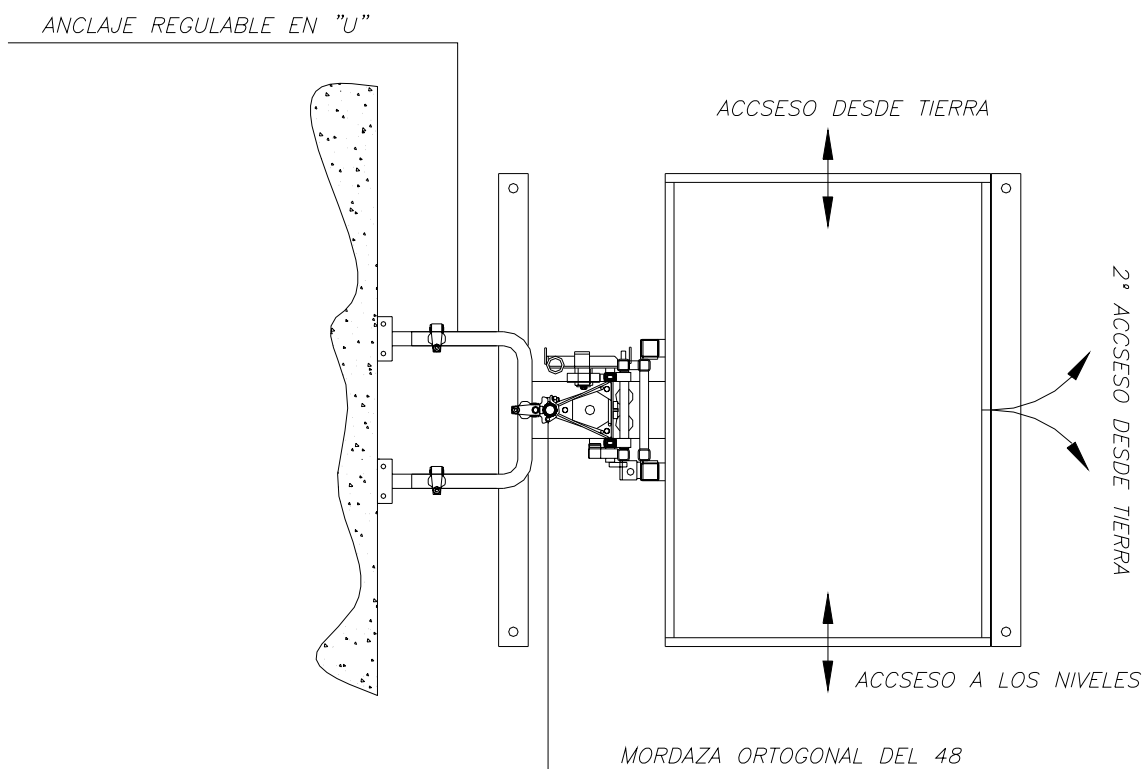 ANCLAJE REGULABLE EN "U"
ACCSESO DESDE TIERRA
2° ACCSESO DESDE TIERRA
ACCSESO A LOS NIVELES
MORDAZA ORTOGONAL DEL 48